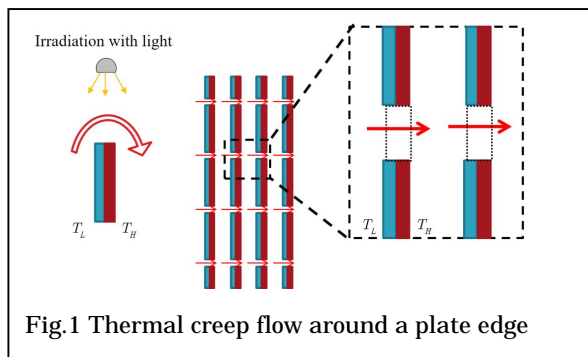 Irradiation with light
T_L T_H
T_L T_H
Fig.1 Thermal creep flow around a plate edge